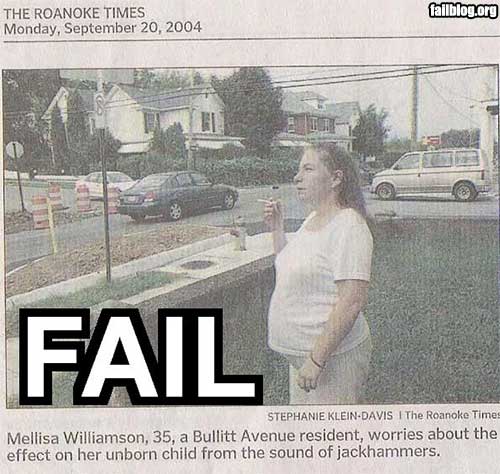 THE ROANOKE TIMES
Monday, September 20, 2004
failblog.org
FAIL
STEPHANIE KLEIN-DAVIS | The Roanoke Times
Mellisa Williamson, 35, a Bullitt Avenue resident, worries about the
effect on her unborn child from the sound of jackhammers.